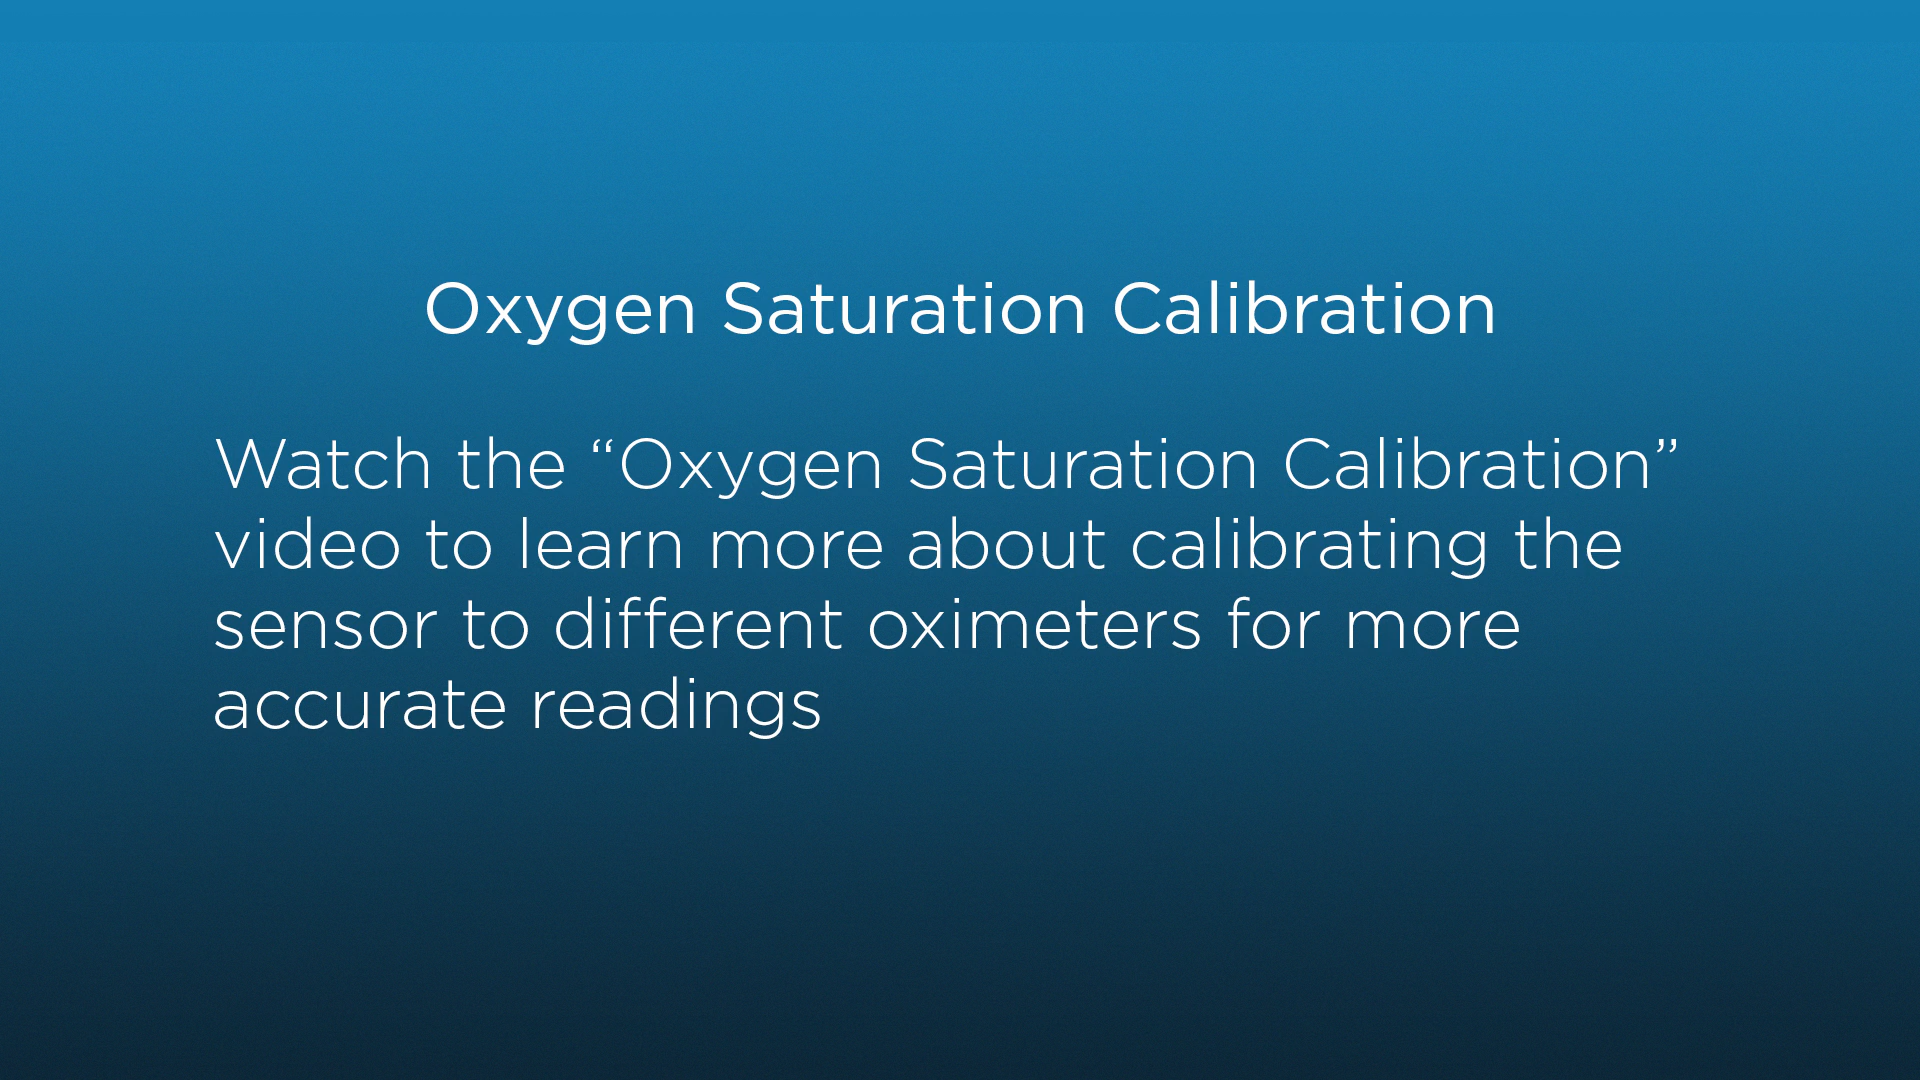 Oxygen Saturation Calibration
Watch the “Oxygen Saturation Calibration”
video to learn more about calibrating the
sensor to different oximeters for more
accurate readings